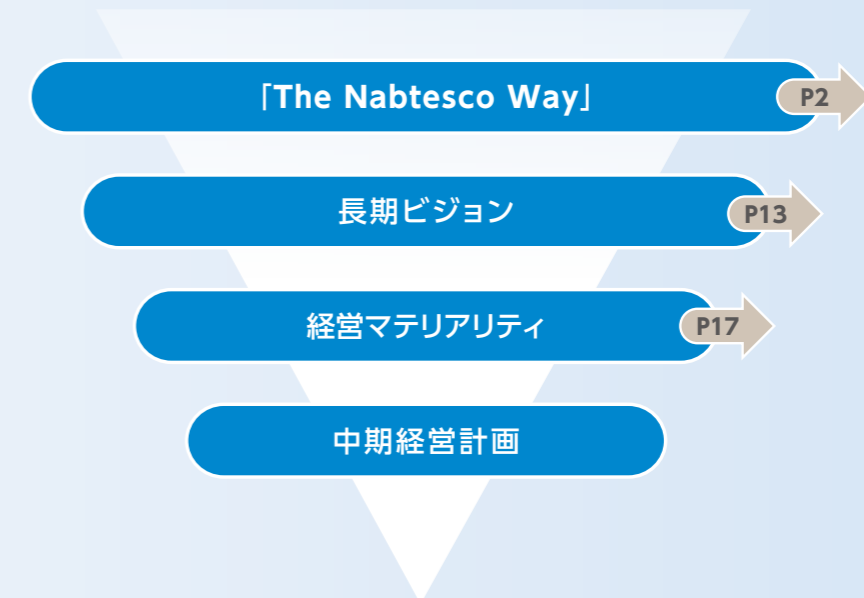 「The Nabtesco Way」
P2
長期ビジョン
P13
経営マテリアリティ
P17
中期経営計画